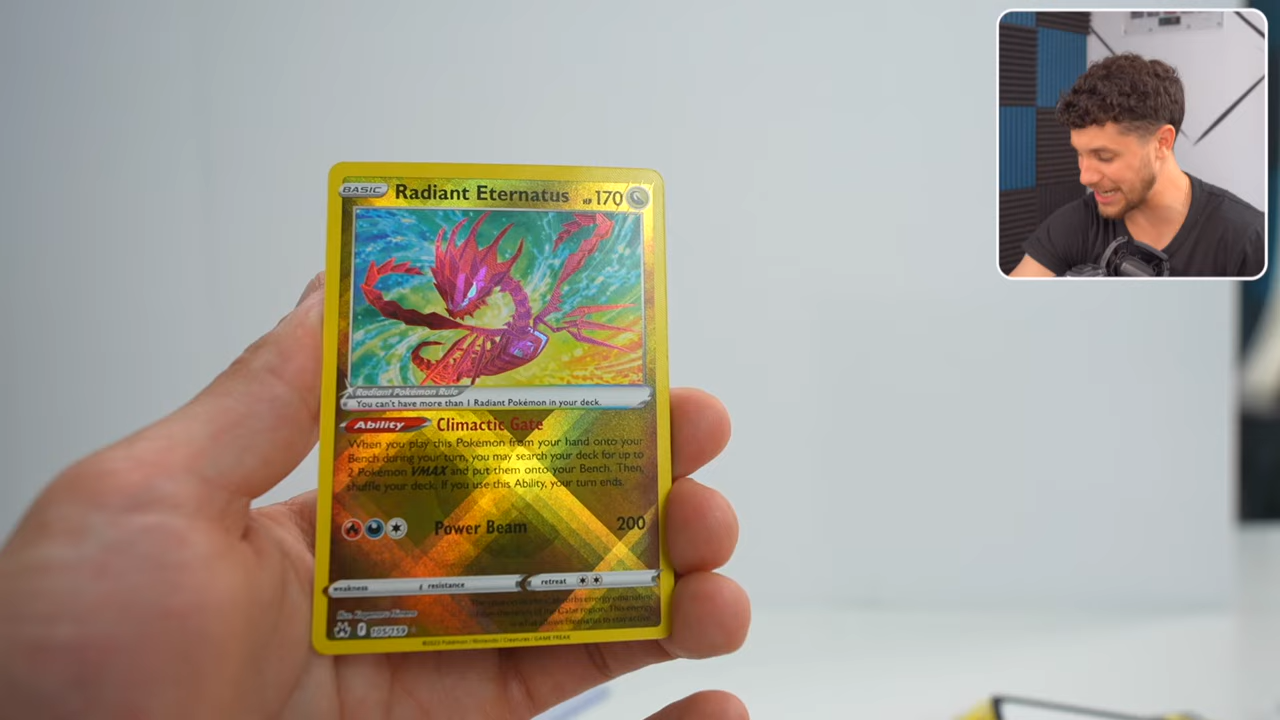 BASIC Radiant Eternatus HP 170
Radiant Pokémon Rule
You can't have more than 1 Radiant Pokémon in your deck.
Ability Climactic Gate
When you play this Pokémon from your hand onto your
Bench during your turn, you may search your deck for up to
2 Pokémon VMAX and put them onto your Bench. Then,
shuffle your deck. If you use this Ability, your turn ends.
Power Beam 200
weakness resistance retreat
Illus.
F 105/159
©2023 Pokémon / Nintendo / Creatures / GAME FREAK